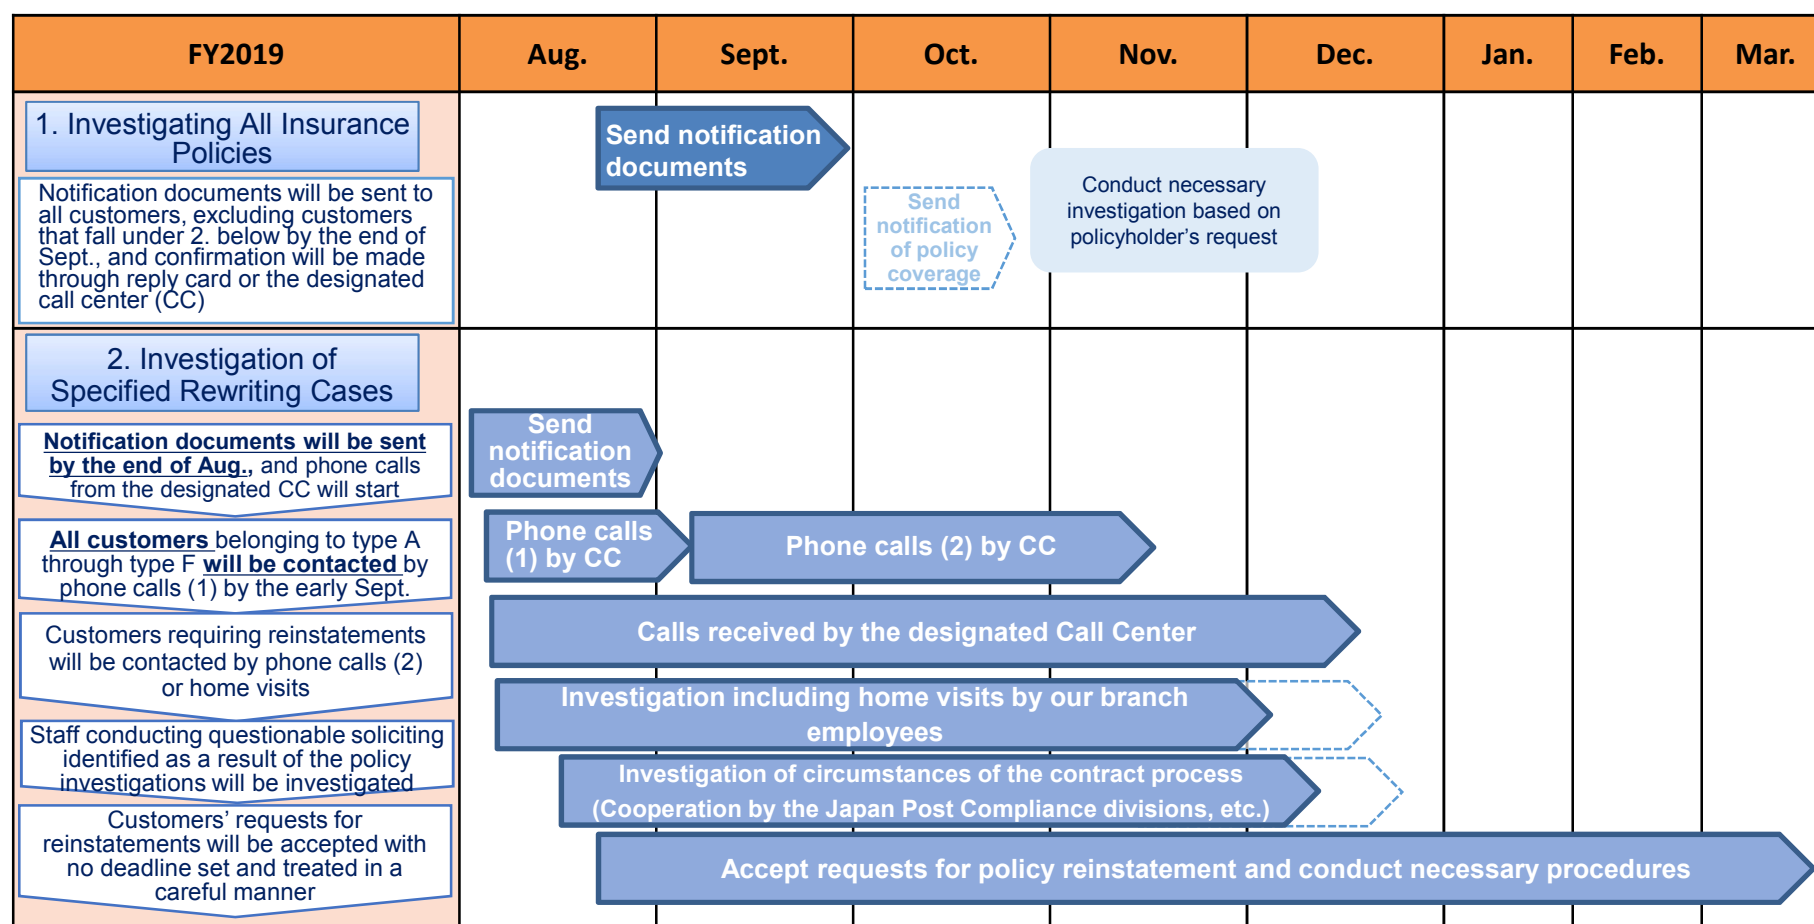 FY2019
Aug.
Sept.
Oct.
Nov.
Dec.
Jan.
Feb.
Mar.
1. Investigating All Insurance
Policies
Notification documents will be sent to
all customers, excluding customers
that fall under 2. below by the end of
Sept., and confirmation will be made
through reply card or the designated
call center (CC)
Send notification
documents
Send
notification
of policy
coverage
Conduct necessary
investigation based on
policyholder’s request
2. Investigation of
Specified Rewriting Cases
Notification documents will be sent
by the end of Aug., and phone calls
from the designated CC will start
Send
notification
documents
All customers belonging to type A
through type F will be contacted by
phone calls (1) by the early Sept.
Phone calls
(1) by CC
Phone calls (2) by CC
Customers requiring reinstatements
will be contacted by phone calls (2)
or home visits
Calls received by the designated Call Center
Investigation including home visits by our branch
employees
Staff conducting questionable soliciting
identified as a result of the policy
investigations will be investigated
Investigation of circumstances of the contract process
(Cooperation by the Japan Post Compliance divisions, etc.)
Customers’ requests for
reinstatements will be accepted with
no deadline set and treated in a
careful manner
Accept requests for policy reinstatement and conduct necessary procedures